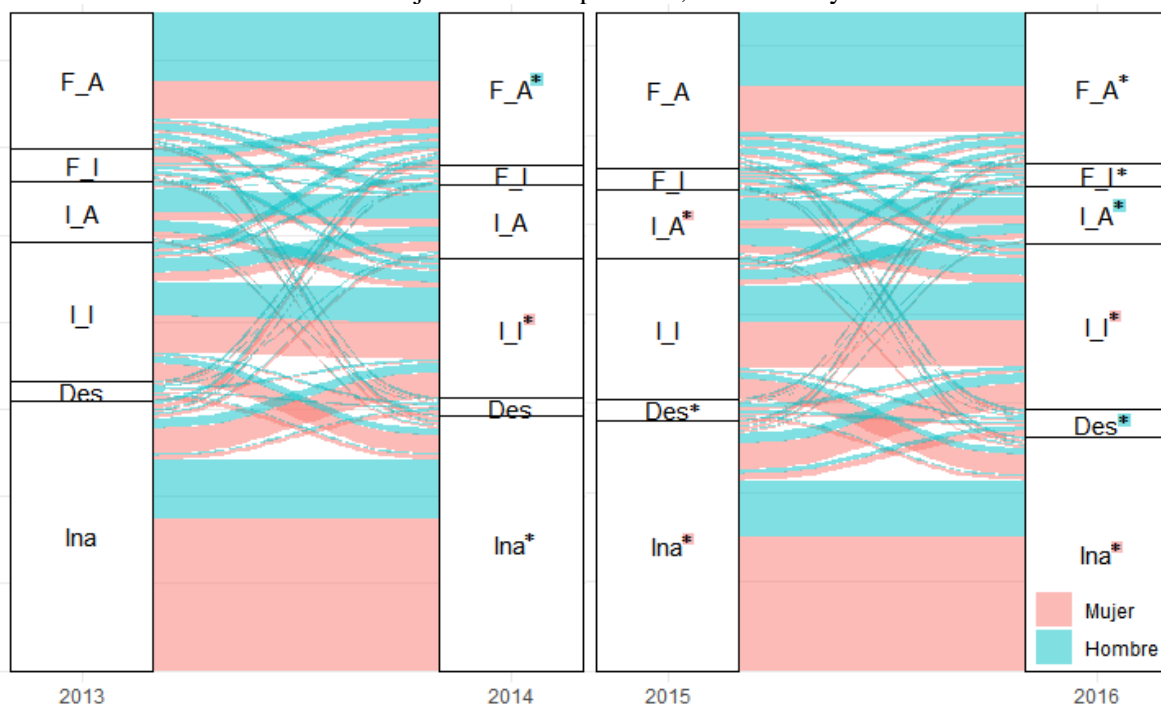 F_A
F_I
I_A
I_I
Des
Ina
2013
F_A*
F_I
I_A
I_I*
Des
Ina*
2014
F_A
F_I
I_A*
I_I
Des*
Ina*
2015
F_A*
F_I*
I_A*
I_I*
Des*
Ina*
Mujer
Hombre
2016